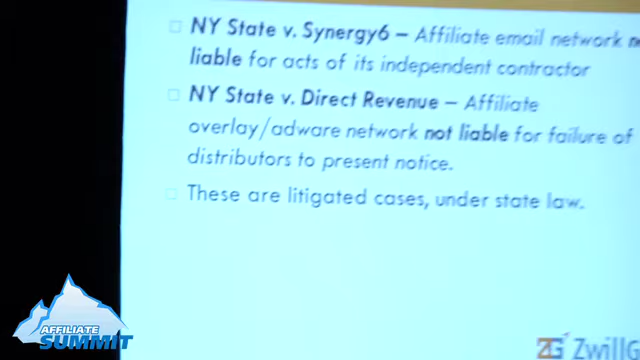 NY State v. Synergy6 – Affiliate email network
liable for acts of its independent contractor
NY State v. Direct Revenue – Affiliate
overlay/adware network not liable for failure of
distributors to present notice.
These are litigated cases, under state law.
AFFILIATE
SUMMIT
ZG ZwillG